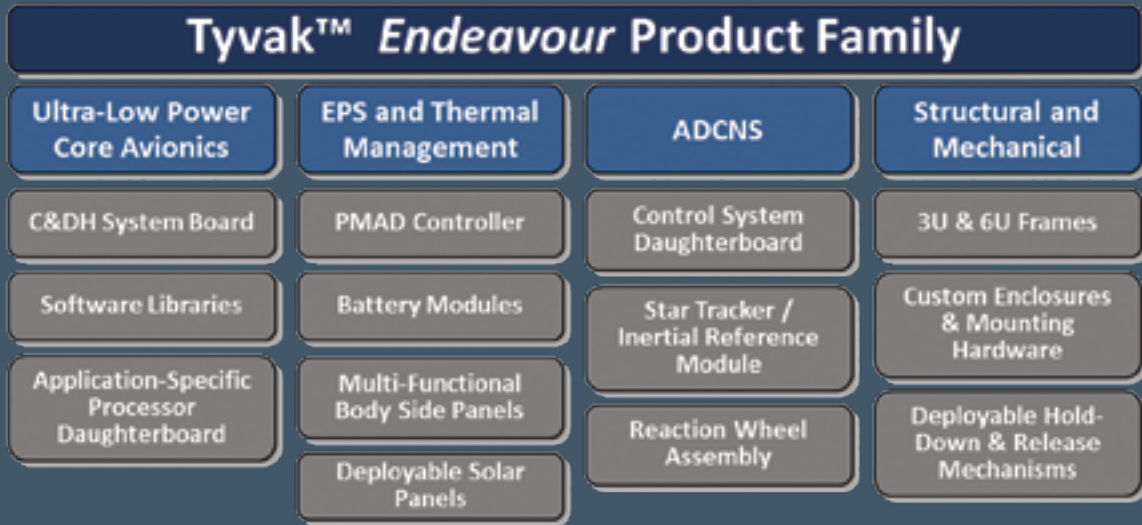 Tyvak™ Endeavour Product Family
Ultra-Low Power
Core Avionics
C&DH System Board
Software Libraries
Application-Specific
Processor
Daughterboard
EPS and Thermal
Management
PMAD Controller
Battery Modules
Multi-Functional
Body Side Panels
Deployable Solar
Panels
ADCNS
Control System
Daughterboard
Star Tracker /
Inertial Reference
Module
Reaction Wheel
Assembly
Structural and
Mechanical
3U & 6U Frames
Custom Enclosures
& Mounting
Hardware
Deployable Hold-
Down & Release
Mechanisms